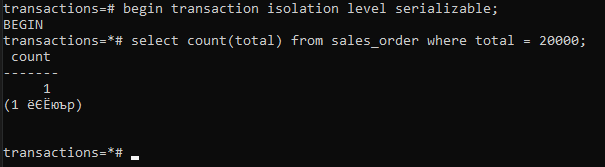 transactions=# begin transaction isolation level serializable;
BEGIN
transactions=*# select count(total) from sales_order where total = 20000;
count
-------
1
(1 ёЄЁюър)
transactions=*#